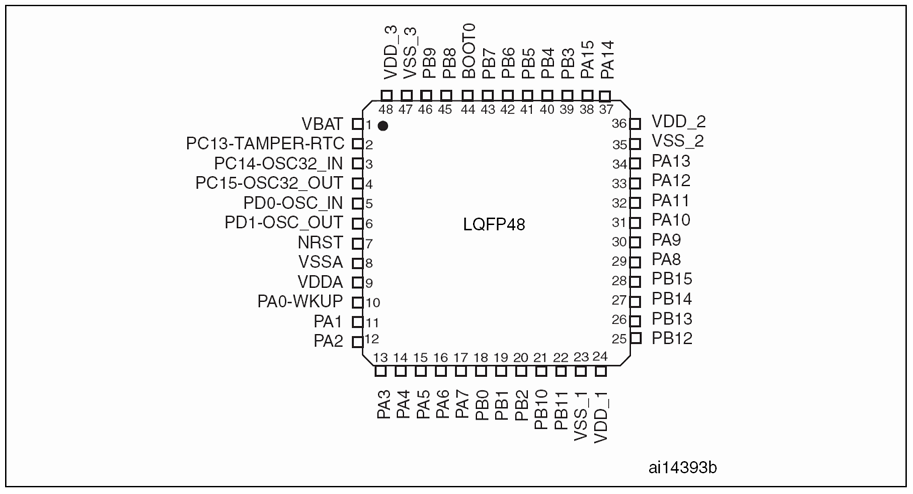 VDD_3
VSS_3
PB9
PB8
BOOT0
PB7
PB6
PB5
PB4
PB3
PA15
PA14
48 47 46 45 44 43 42 41 40 39 38 37
VBAT 1 36 VDD_2
PC13-TAMPER-RTC 2 35 VSS_2
PC14-OSC32_IN 3 34 PA13
PC15-OSC32_OUT 4 33 PA12
PD0-OSC_IN 5 32 PA11
PD1-OSC_OUT 6 LQFP48 31 PA10
NRST 7 30 PA9
VSSA 8 29 PA8
VDDA 9 28 PB15
PA0-WKUP 10 27 PB14
PA1 11 26 PB13
PA2 12 25 PB12
13 14 15 16 17 18 19 20 21 22 23 24
PA3
PA4
PA5
PA6
PA7
PB0
PB1
PB2
PB10
PB11
VSS_1
VDD_1
ai14393b